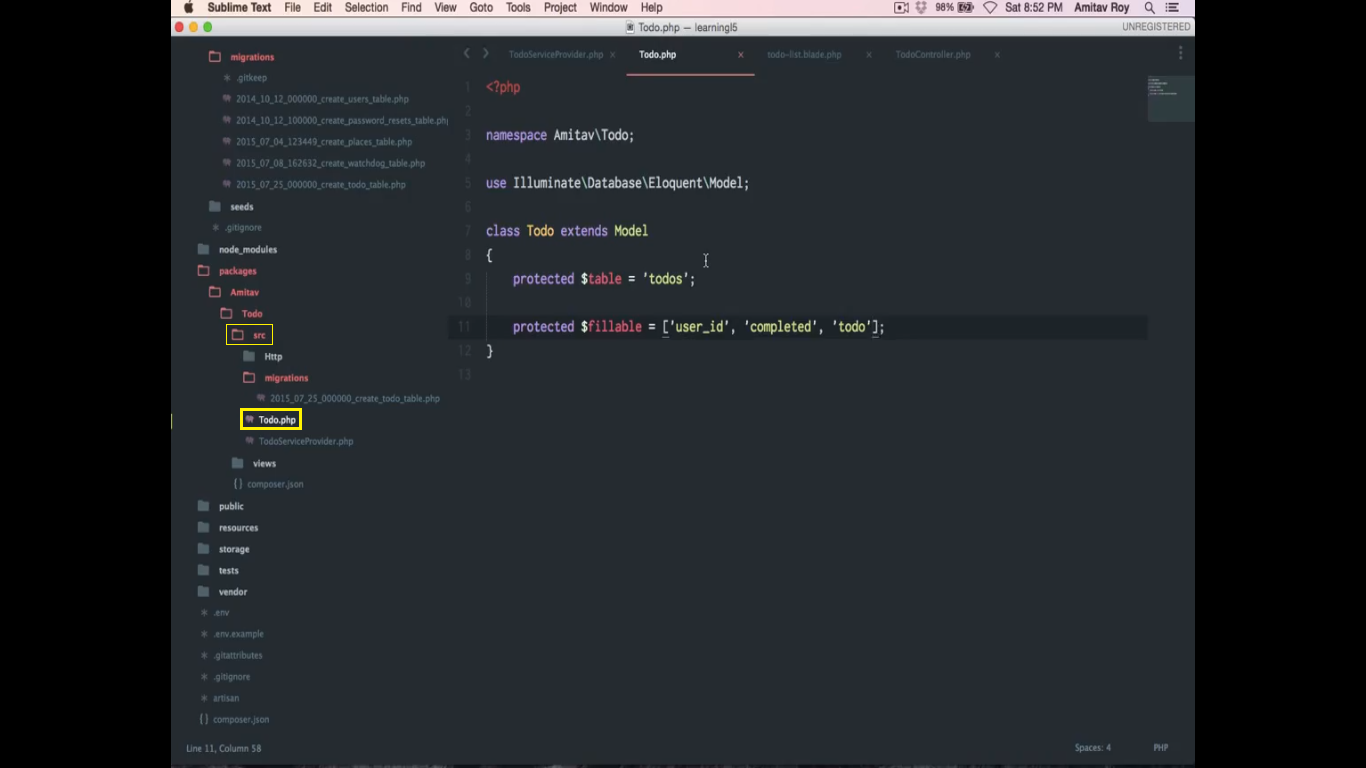 Sublime Text File Edit Selection Find View Goto Tools Project Window Help 98% Sat 8:52 PM Amitav Roy
Todo.php — learningl5 UNREGISTERED
TodoServiceProvider.php × Todo.php × todo-list.blade.php × TodoController.php ×
migrations
.gitkeep
2014_10_12_000000_create_users_table.php
2014_10_12_100000_create_password_resets_table.php
2015_07_04_123449_create_places_table.php
2015_07_08_162632_create_watchdog_table.php
2015_07_25_000000_create_todo_table.php
seeds
.gitignore
node_modules
packages
Amitav
Todo
src
Http
migrations
2015_07_25_000000_create_todo_table.php
Todo.php
TodoServiceProvider.php
views
{} composer.json
public
resources
storage
tests
vendor
.env
.env.example
.gitattributes
.gitignore
artisan
{} composer.json
1 <?php
2
3 namespace Amitav\Todo;
4
5 use Illuminate\Database\Eloquent\Model;
6
7 class Todo extends Model
8 {
9 protected $table = 'todos';
10
11 protected $fillable = ['user_id', 'completed', 'todo'];
12 }
13
Line 11, Column 58 Spaces: 4 PHP